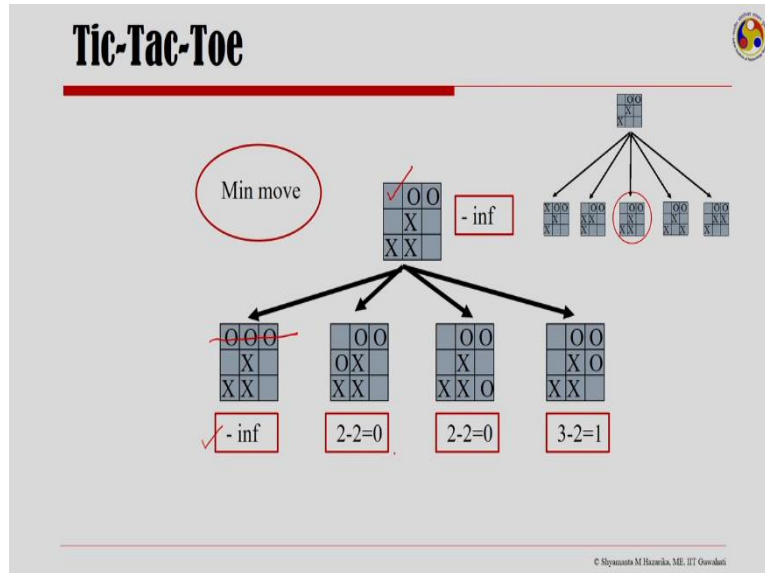 Tic-Tac-Toe
O O
X
X
Min move
O O
X
X X
- inf
X O O
X
X
O O
X X
X
O O
X
X X
O O
X
X X
O O
X X
X
O O O
X
X X
O O
O X
X X
O O
X
X X O
O O
X O
X X
- inf
2-2=0
2-2=0
3-2=1
© Shyamanta M Hazarika, ME, IIT Guwahati